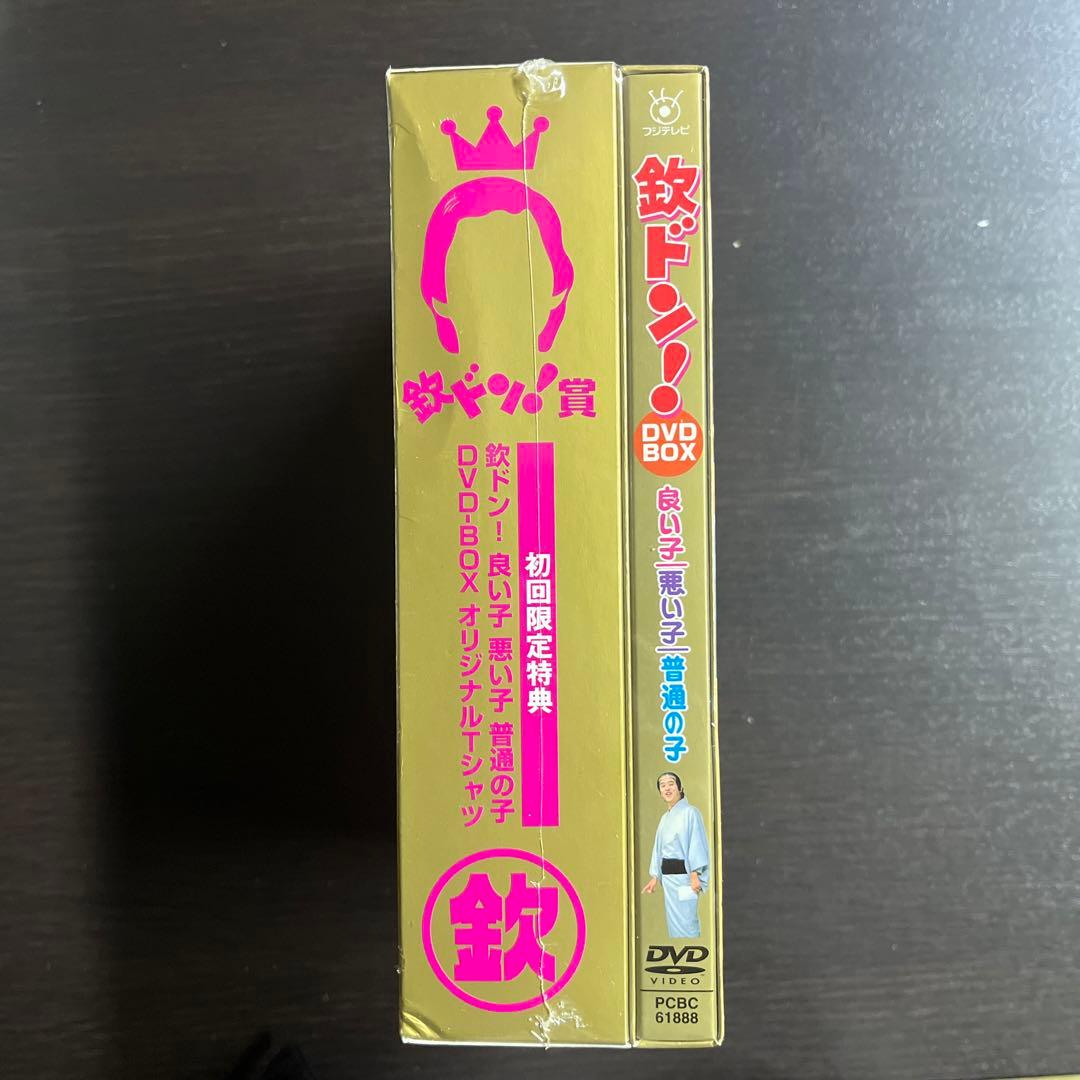 欽ドン!賞
初回限定特典
欽ドン! 良い子 悪い子 普通の子
DVD-BOX オリジナルTシャツ
欽
フジテレビ
欽ドン!
DVD
BOX
良い子|悪い子|普通の子
DVD
VIDEO
PCBC
61888